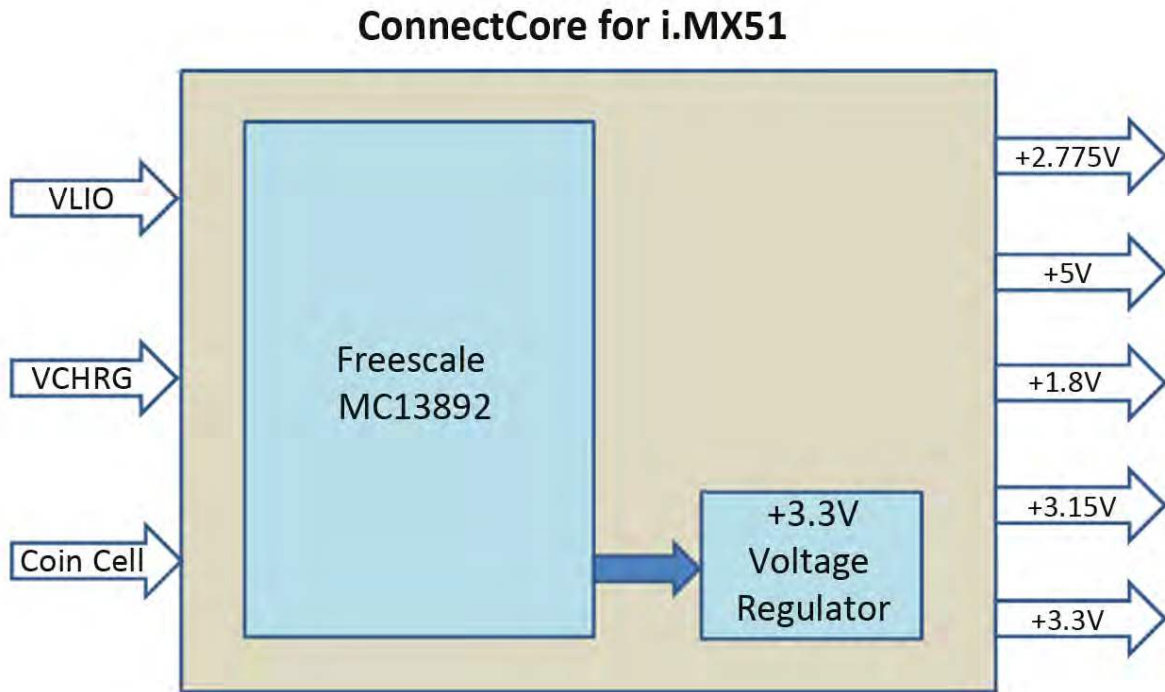 ConnectCore for i.MX51
VLIO
VCHRG
Coin Cell
Freescale
MC13892
+3.3V
Voltage
Regulator
+2.775V
+5V
+1.8V
+3.15V
+3.3V